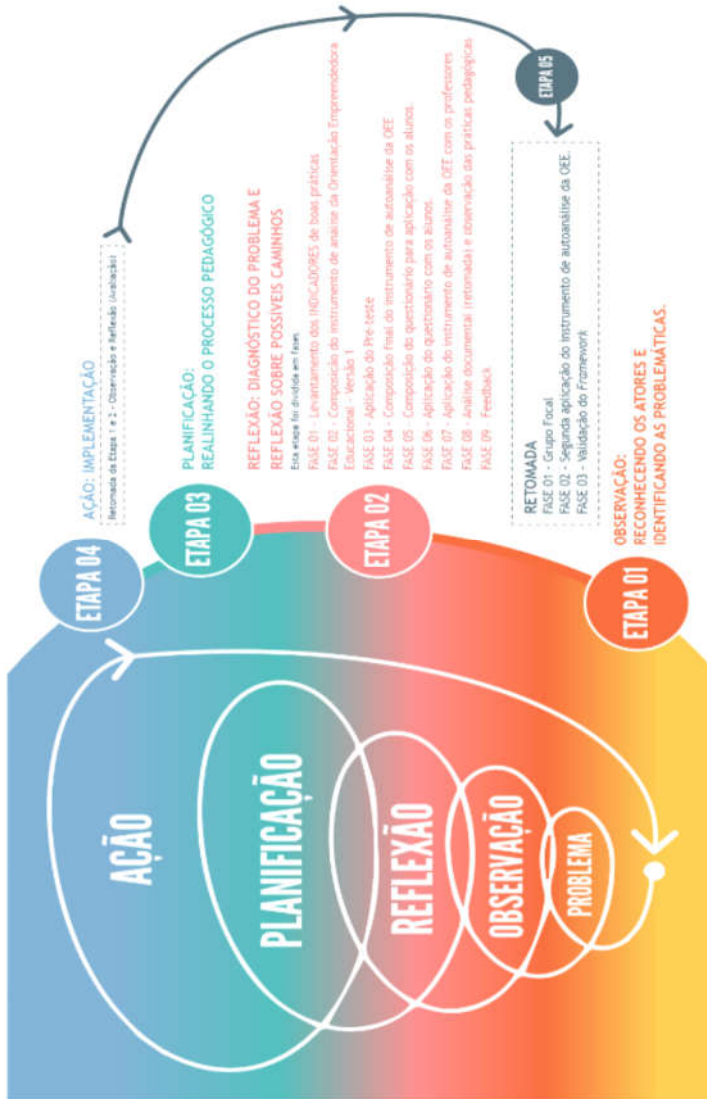 AÇÃO
PLANIFICAÇÃO
REFLEXÃO
OBSERVAÇÃO
PROBLEMA
ETAPA 04
AÇÃO: IMPLEMENTAÇÃO
Retomada da Etapa 1 e 2 - Observação e Reflexão (Avaliação)
ETAPA 03
PLANIFICAÇÃO:
REALINHANDO O PROCESSO PEDAGÓGICO
ETAPA 02
REFLEXÃO: DIAGNÓSTICO DO PROBLEMA E
REFLEXÃO SOBRE POSSÍVEIS CAMINHOS
Esta etapa foi dividida em fases.
FASE 01 - Levantamento dos INDICADORES de boas práticas
FASE 02 - Composição do instrumento de análise da Orientação Empreendedora
Educacional - Versão 1
FASE 03 - Aplicação do Pré-teste
FASE 04 - Composição final do instrumento de autoanálise da OEE
FASE 05 - Composição do questionário para aplicação com os alunos.
FASE 06 - Aplicação do questionário com os alunos.
FASE 07 - Aplicação do instrumento de autoanálise da OEE com os professores
FASE 08 - Análise documental (retomada) e observação das práticas pedagógicas
FASE 09 - Feedback
ETAPA 05
RETOMADA
FASE 01 - Grupo Focal
FASE 02 - Segunda aplicação do instrumento de autoanálise da OEE.
FASE 03 - Validação do Framework
ETAPA 01
OBSERVAÇÃO:
RECONHECENDO OS ATORES E
IDENTIFICANDO AS PROBLEMÁTICAS.